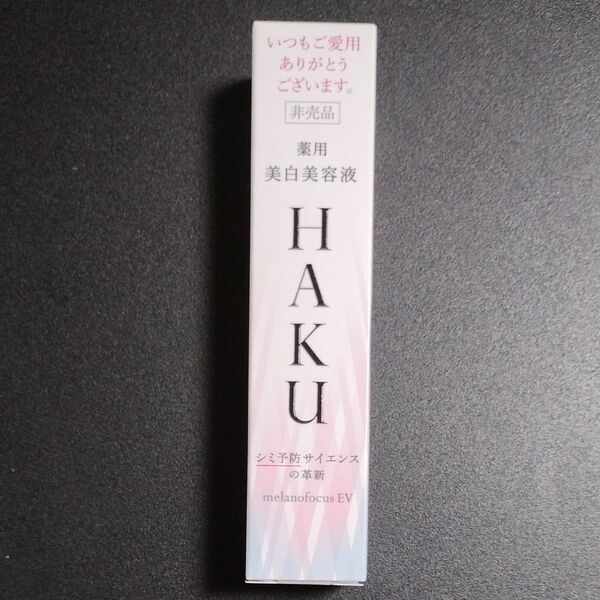 いつもご愛用
ありがとう
ございます。
非売品
薬用
美白美容液
HAKU
シミ予防サイエンス
の革新
melanofocus EV